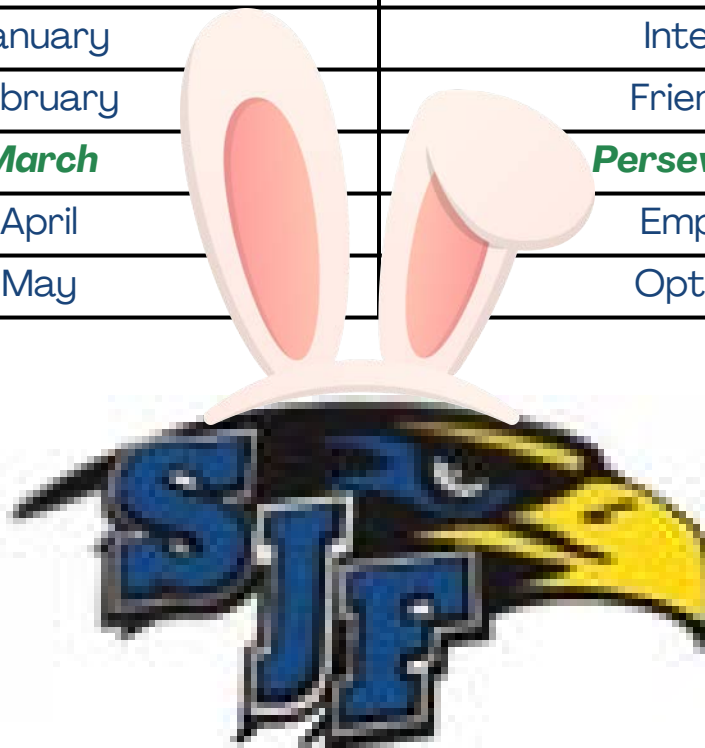 anuary Inte
bruary Frien
March Persev
April Emp
May Opt
SJF